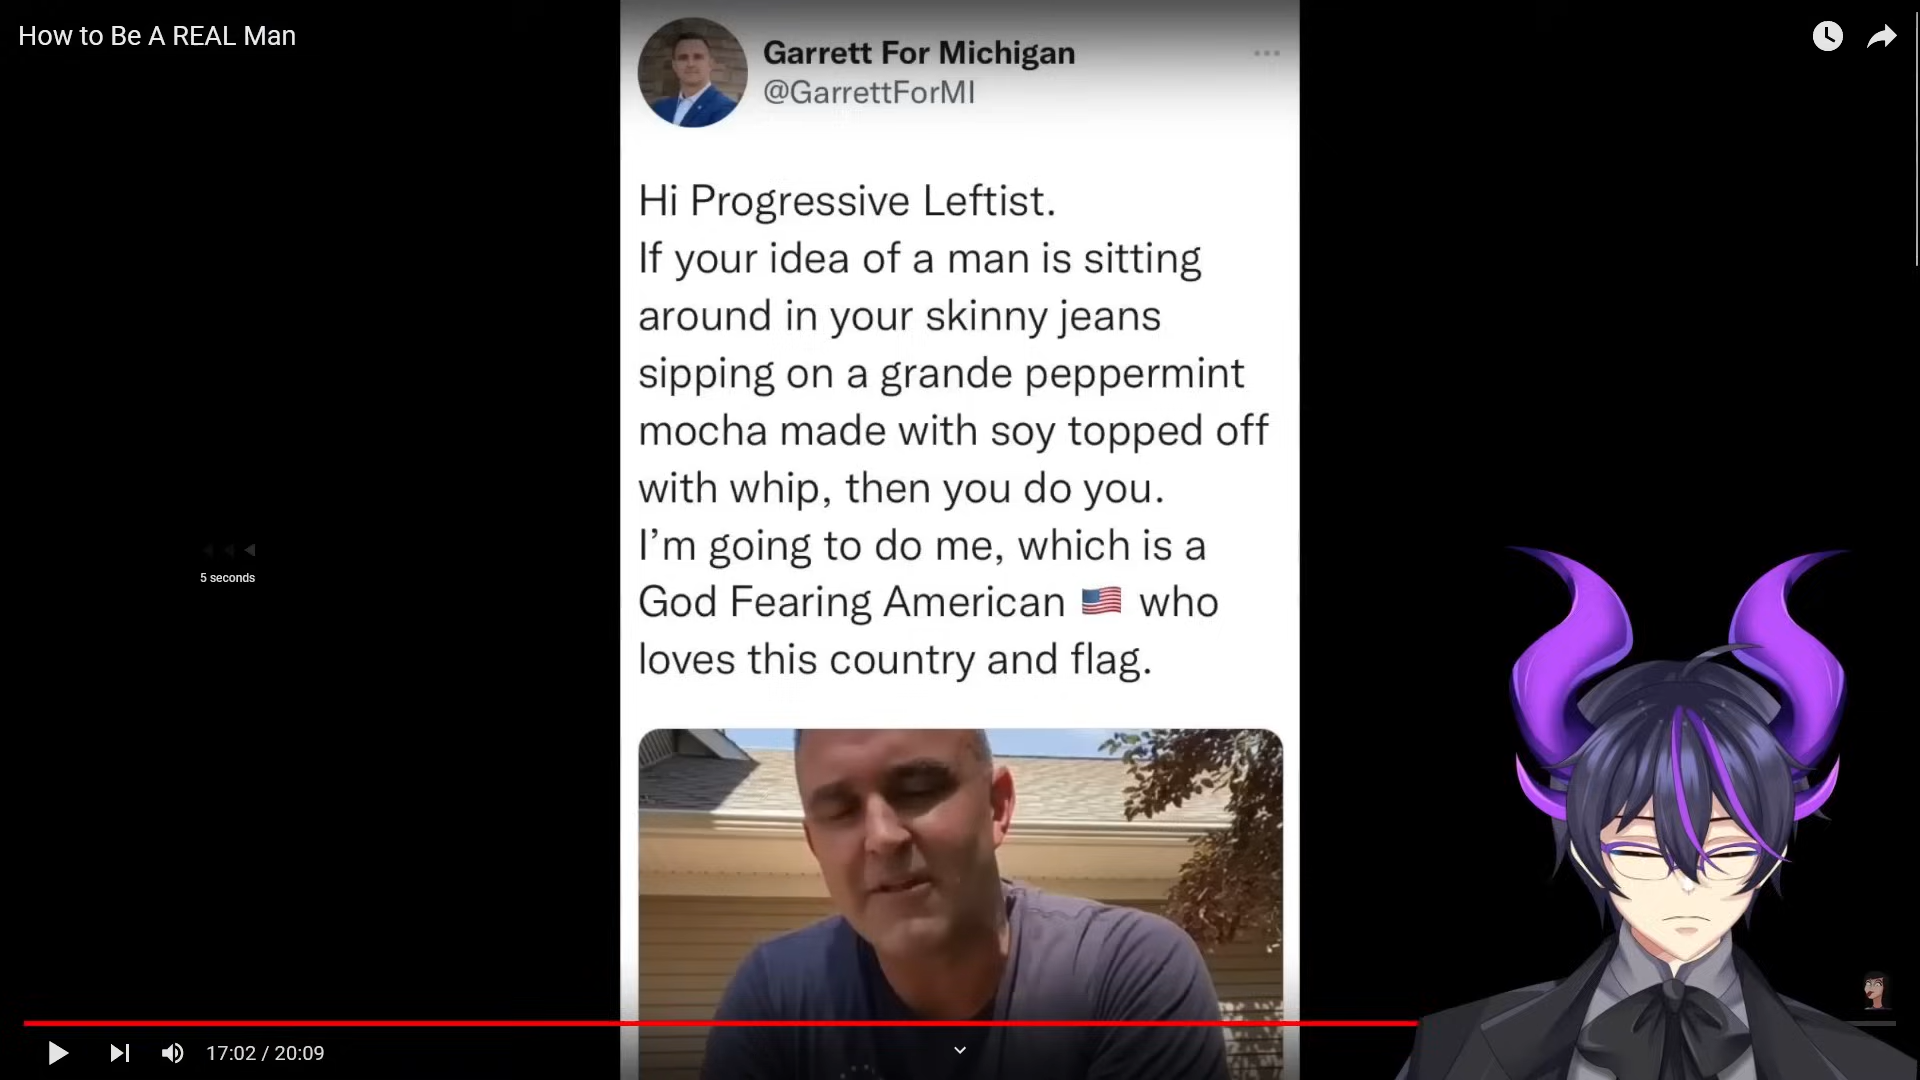 How to Be A REAL Man
Garrett For Michigan
@GarrettForMI
Hi Progressive Leftist.
If your idea of a man is sitting
around in your skinny jeans
sipping on a grande peppermint
mocha made with soy topped off
with whip, then you do you.
I'm going to do me, which is a
God Fearing American 🇺🇸 who
loves this country and flag.
5 seconds
17:02 / 20:09